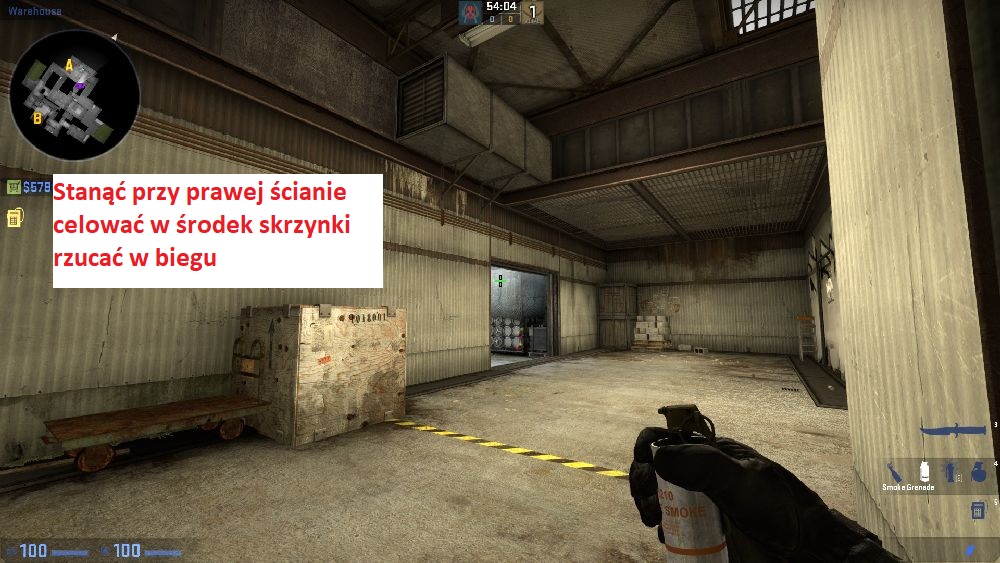 Warehouse
54:04
0 0
1
A
B
$578
Stanąć przy prawej ścianie
celować w środek skrzynki
rzucać w biegu
3
4
Smoke Grenade
5
SMOKE
100
100